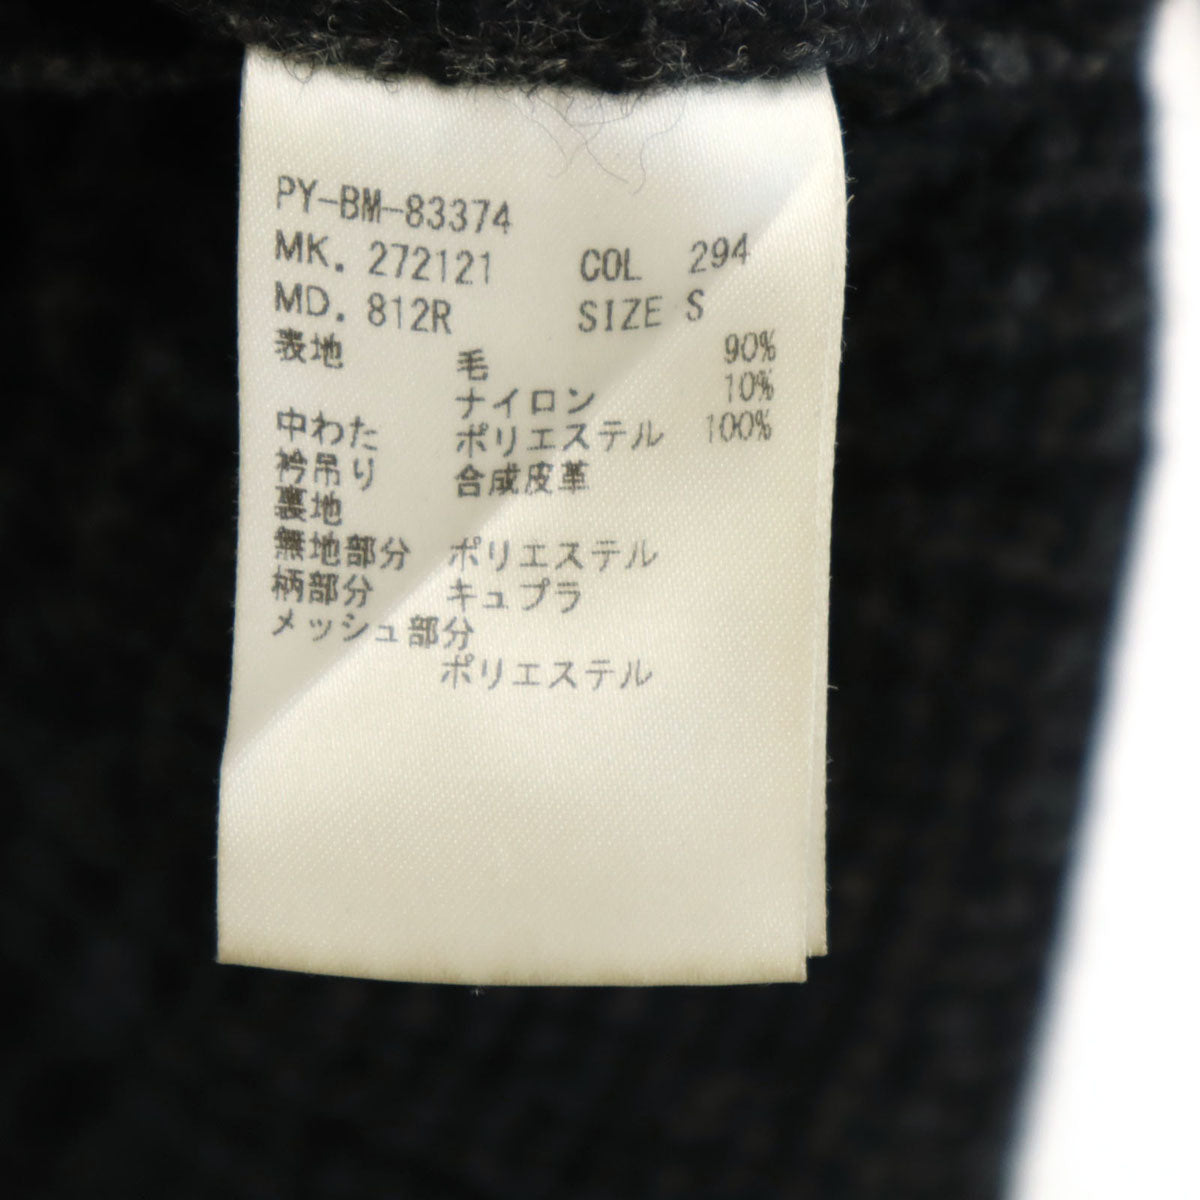 PY-BM-83374
MK. 272121 COL 294
MD. 812R SIZE S
表地 毛 90%
ナイロン 10%
中わた ポリエステル 100%
衿吊り 合成皮革
裏地
無地部分 ポリエステル
柄部分 キュプラ
メッシュ部分
ポリエステル